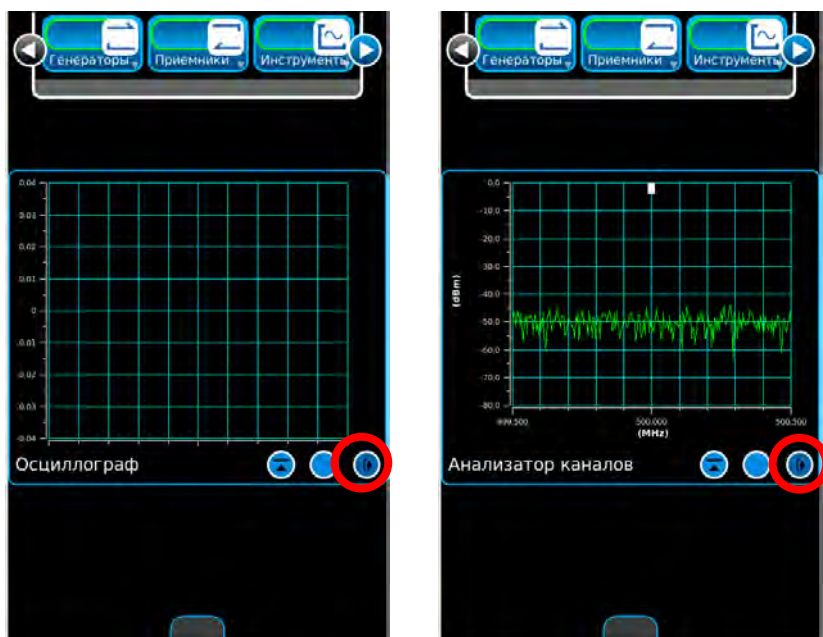 Генераторы
Приемники
Инструменты
0.04
0.03
0.02
0.01
0
-0.01
-0.02
-0.03
-0.04
Осциллограф
Генераторы
Приемники
Инструменты
0,0
-10,0
-20,0
-30,0
-40,0
-50,0
-60,0
-70,0
-80,0
(dBm)
499,500
500,000
500,500
(MHz)
Анализатор каналов